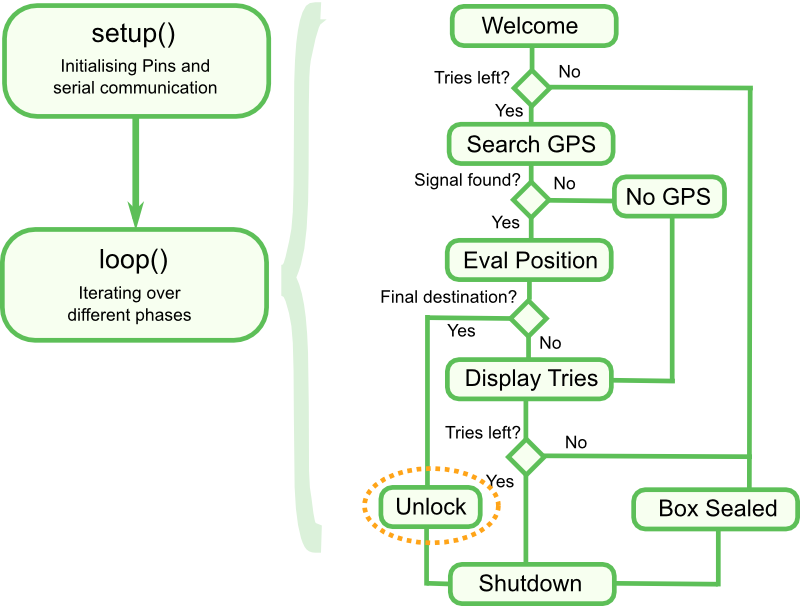 setup()
Initialising Pins and
serial communication
loop()
Iterating over
different phases
Welcome
Tries left?
No
Yes
Search GPS
Signal found?
No
No GPS
Yes
Eval Position
Final destination?
Yes
No
Display Tries
Tries left?
No
Yes
Unlock
Box Sealed
Shutdown